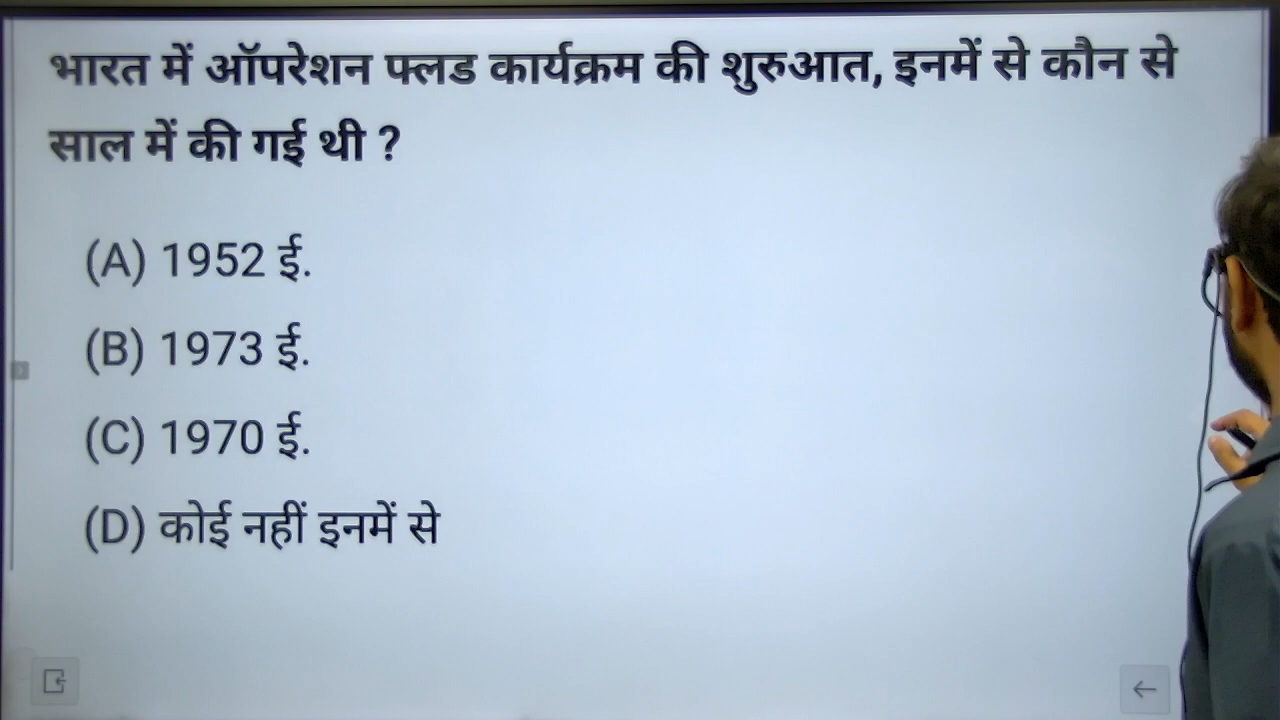 भारत में ऑपरेशन फ्लड कार्यक्रम की शुरुआत, इनमें से कौन से
साल में की गई थी ?
(A) 1952 ई.
(B) 1973 ई.
(C) 1970 ई.
(D) कोई नहीं इनमें से